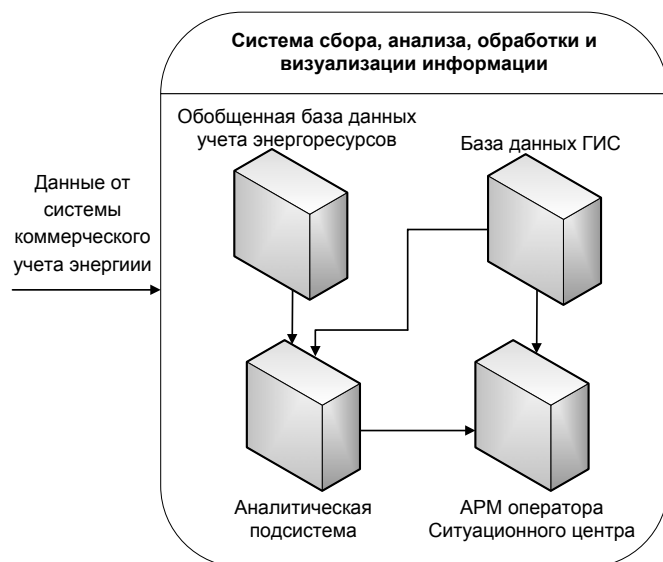 Система сбора, анализа, обработки и
визуализации информации
Обобщенная база данных
учета энергоресурсов
База данных ГИС
Данные от
системы
коммерческого
учета энергиии
Аналитическая
подсистема
АРМ оператора
Ситуационного центра